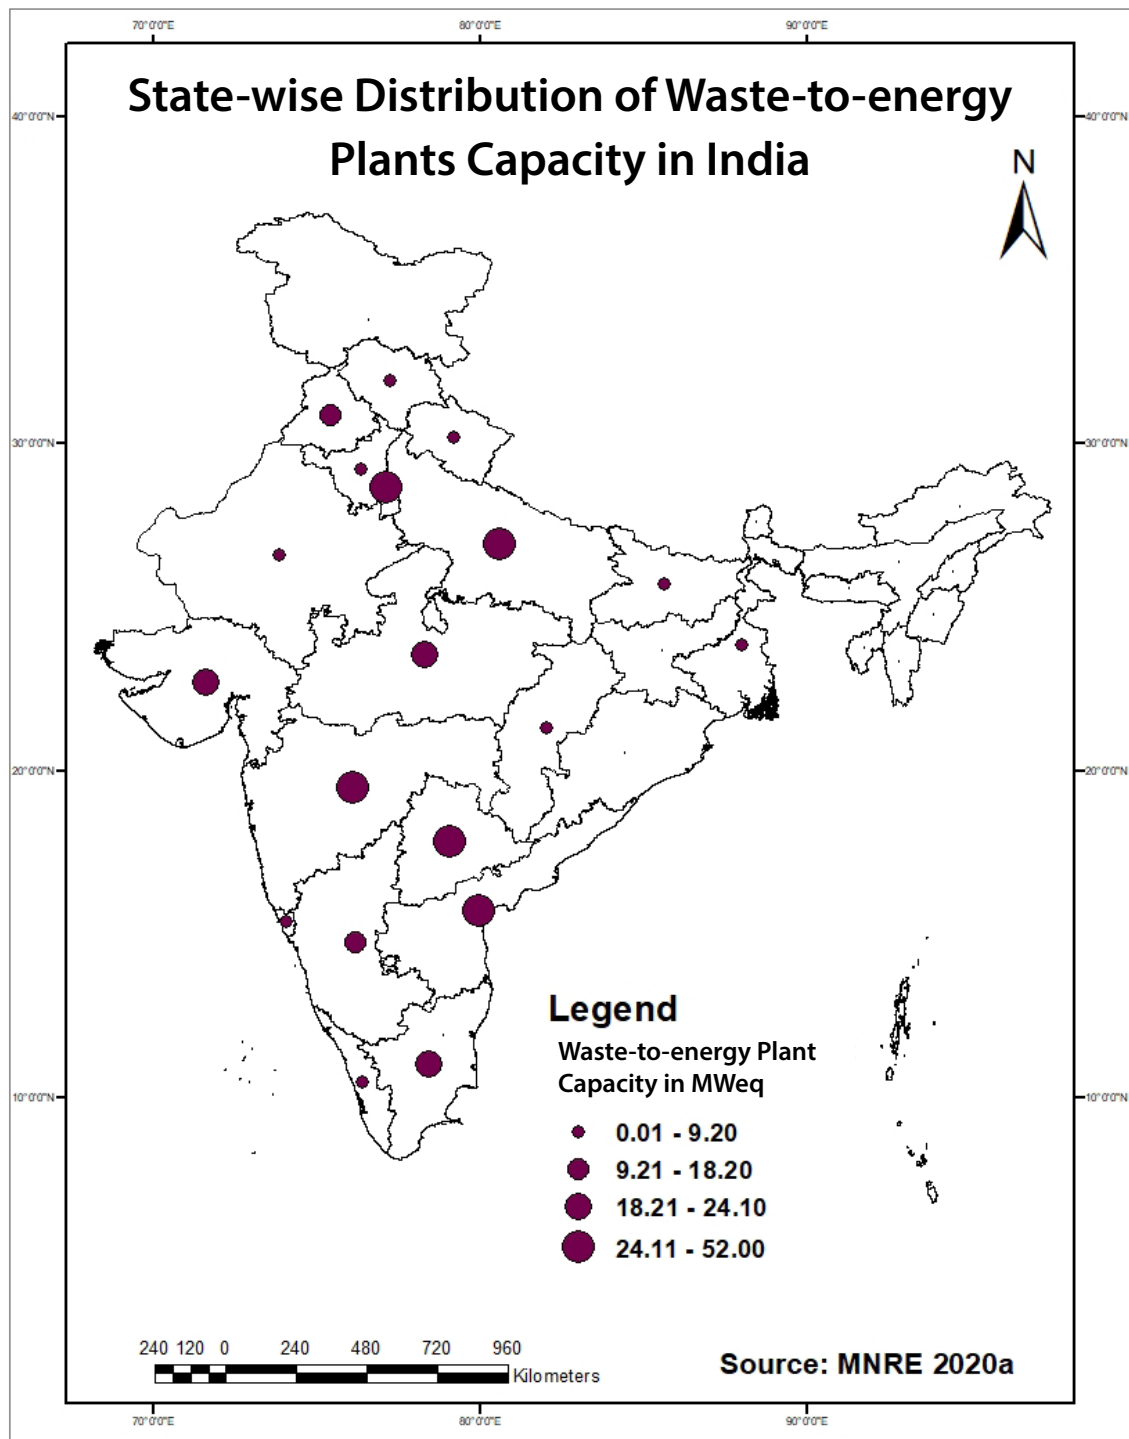 70°0'0"E 80°0'0"E 90°0'0"E
State-wise Distribution of Waste-to-energy
Plants Capacity in India
40°0'0"N 40°0'0"N
N
30°0'0"N 30°0'0"N
20°0'0"N 20°0'0"N
Legend
Waste-to-energy Plant
Capacity in MWeq
10°0'0"N 10°0'0"N
0.01 - 9.20
9.21 - 18.20
18.21 - 24.10
24.11 - 52.00
240 120 0 240 480 720 960
Kilometers
Source: MNRE 2020a
70°0'0"E 80°0'0"E 90°0'0"E